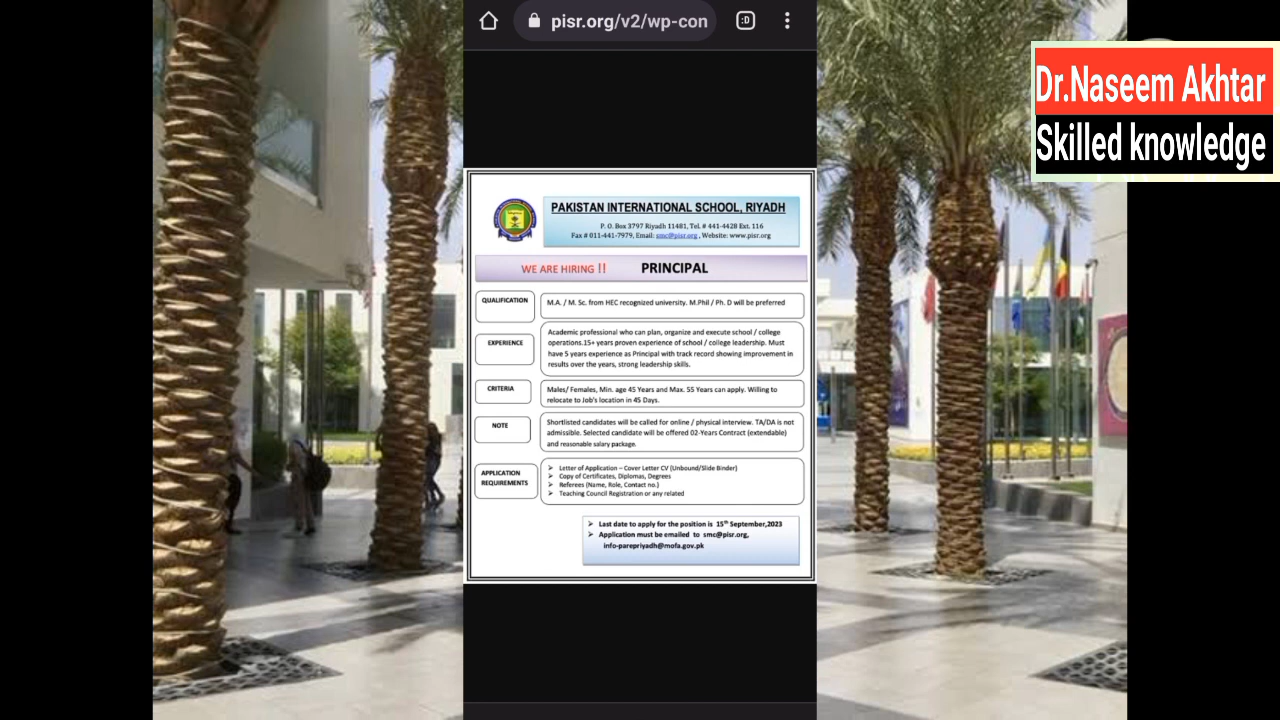 pisr.org/v2/wp-con
:D
Dr.Naseem Akhtar
Skilled knowledge
PAKISTAN INTERNATIONAL SCHOOL, RIYADH
P. O. Box 3797 Riyadh 11481, Tel. # 441-4428 Ext. 116
Fax # 011-441-7979, Email: smc@pisr.org , Website: www.pisr.org
WE ARE HIRING !! PRINCIPAL
QUALIFICATION
M.A. / M. Sc. from HEC recognized university. M.Phil / Ph. D will be preferred
EXPERIENCE
Academic professional who can plan, organize and execute school / college
operations.15+ years proven experience of school / college leadership. Must
have 5 years experience as Principal with track record showing improvement in
results over the years, strong leadership skills.
CRITERIA
Males/ Females, Min. age 45 Years and Max. 55 Years can apply. Willing to
relocate to Job's location in 45 Days.
NOTE
Shortlisted candidates will be called for online / physical interview. TA/DA is not
admissible. Selected candidate will be offered 02-Years Contract (extendable)
and reasonable salary package.
APPLICATION
REQUIREMENTS
➢ Letter of Application – Cover Letter CV (Unbound/Slide Binder)
➢ Copy of Certificates, Diplomas, Degrees
➢ Referees (Name, Role, Contact no.)
➢ Teaching Council Registration or any related
➢ Last date to apply for the position is 15th September,2023
➢ Application must be emailed to smc@pisr.org,
info-parepriyadh@mofa.gov.pk